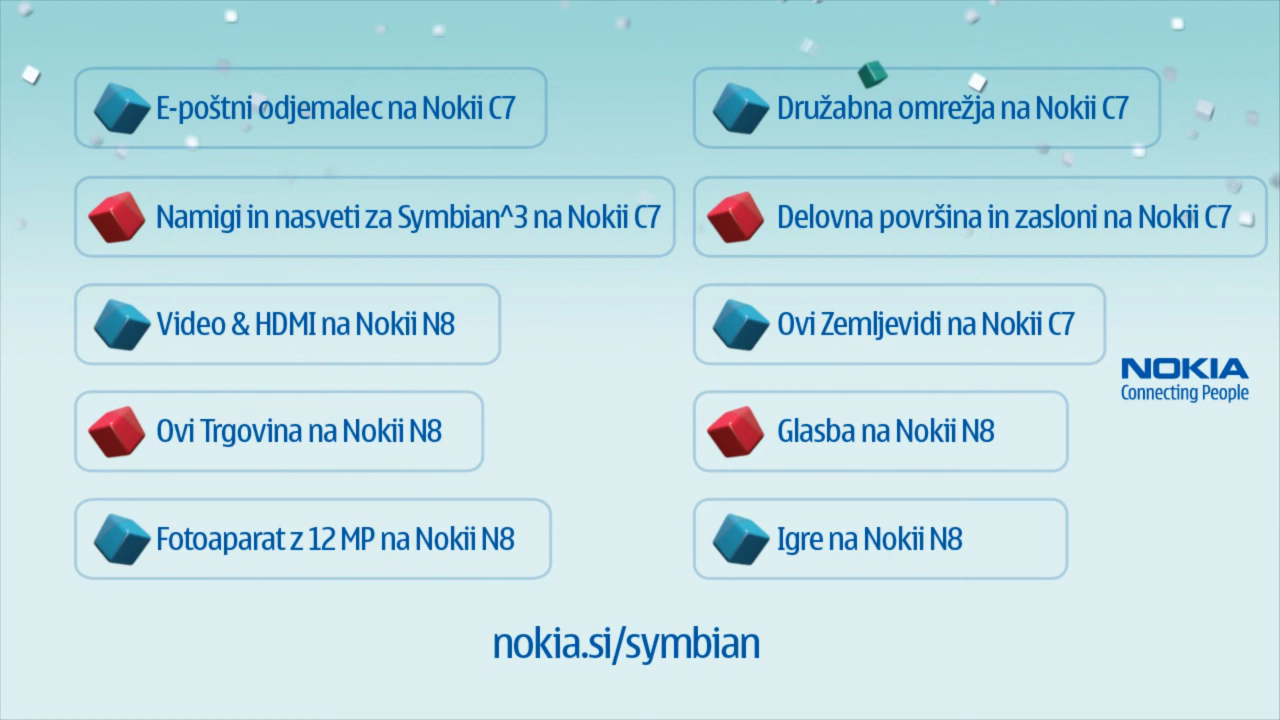 E-poštni odjemalec na Nokii C7
Družabna omrežja na Nokii C7
Namigi in nasveti za Symbian^3 na Nokii C7
Delovna površina in zasloni na Nokii C7
Video & HDMI na Nokii N8
Ovi Zemljevidi na Nokii C7
NOKIA
Connecting People
Ovi Trgovina na Nokii N8
Glasba na Nokii N8
Fotoaparat z 12 MP na Nokii N8
Igre na Nokii N8
nokia.si/symbian